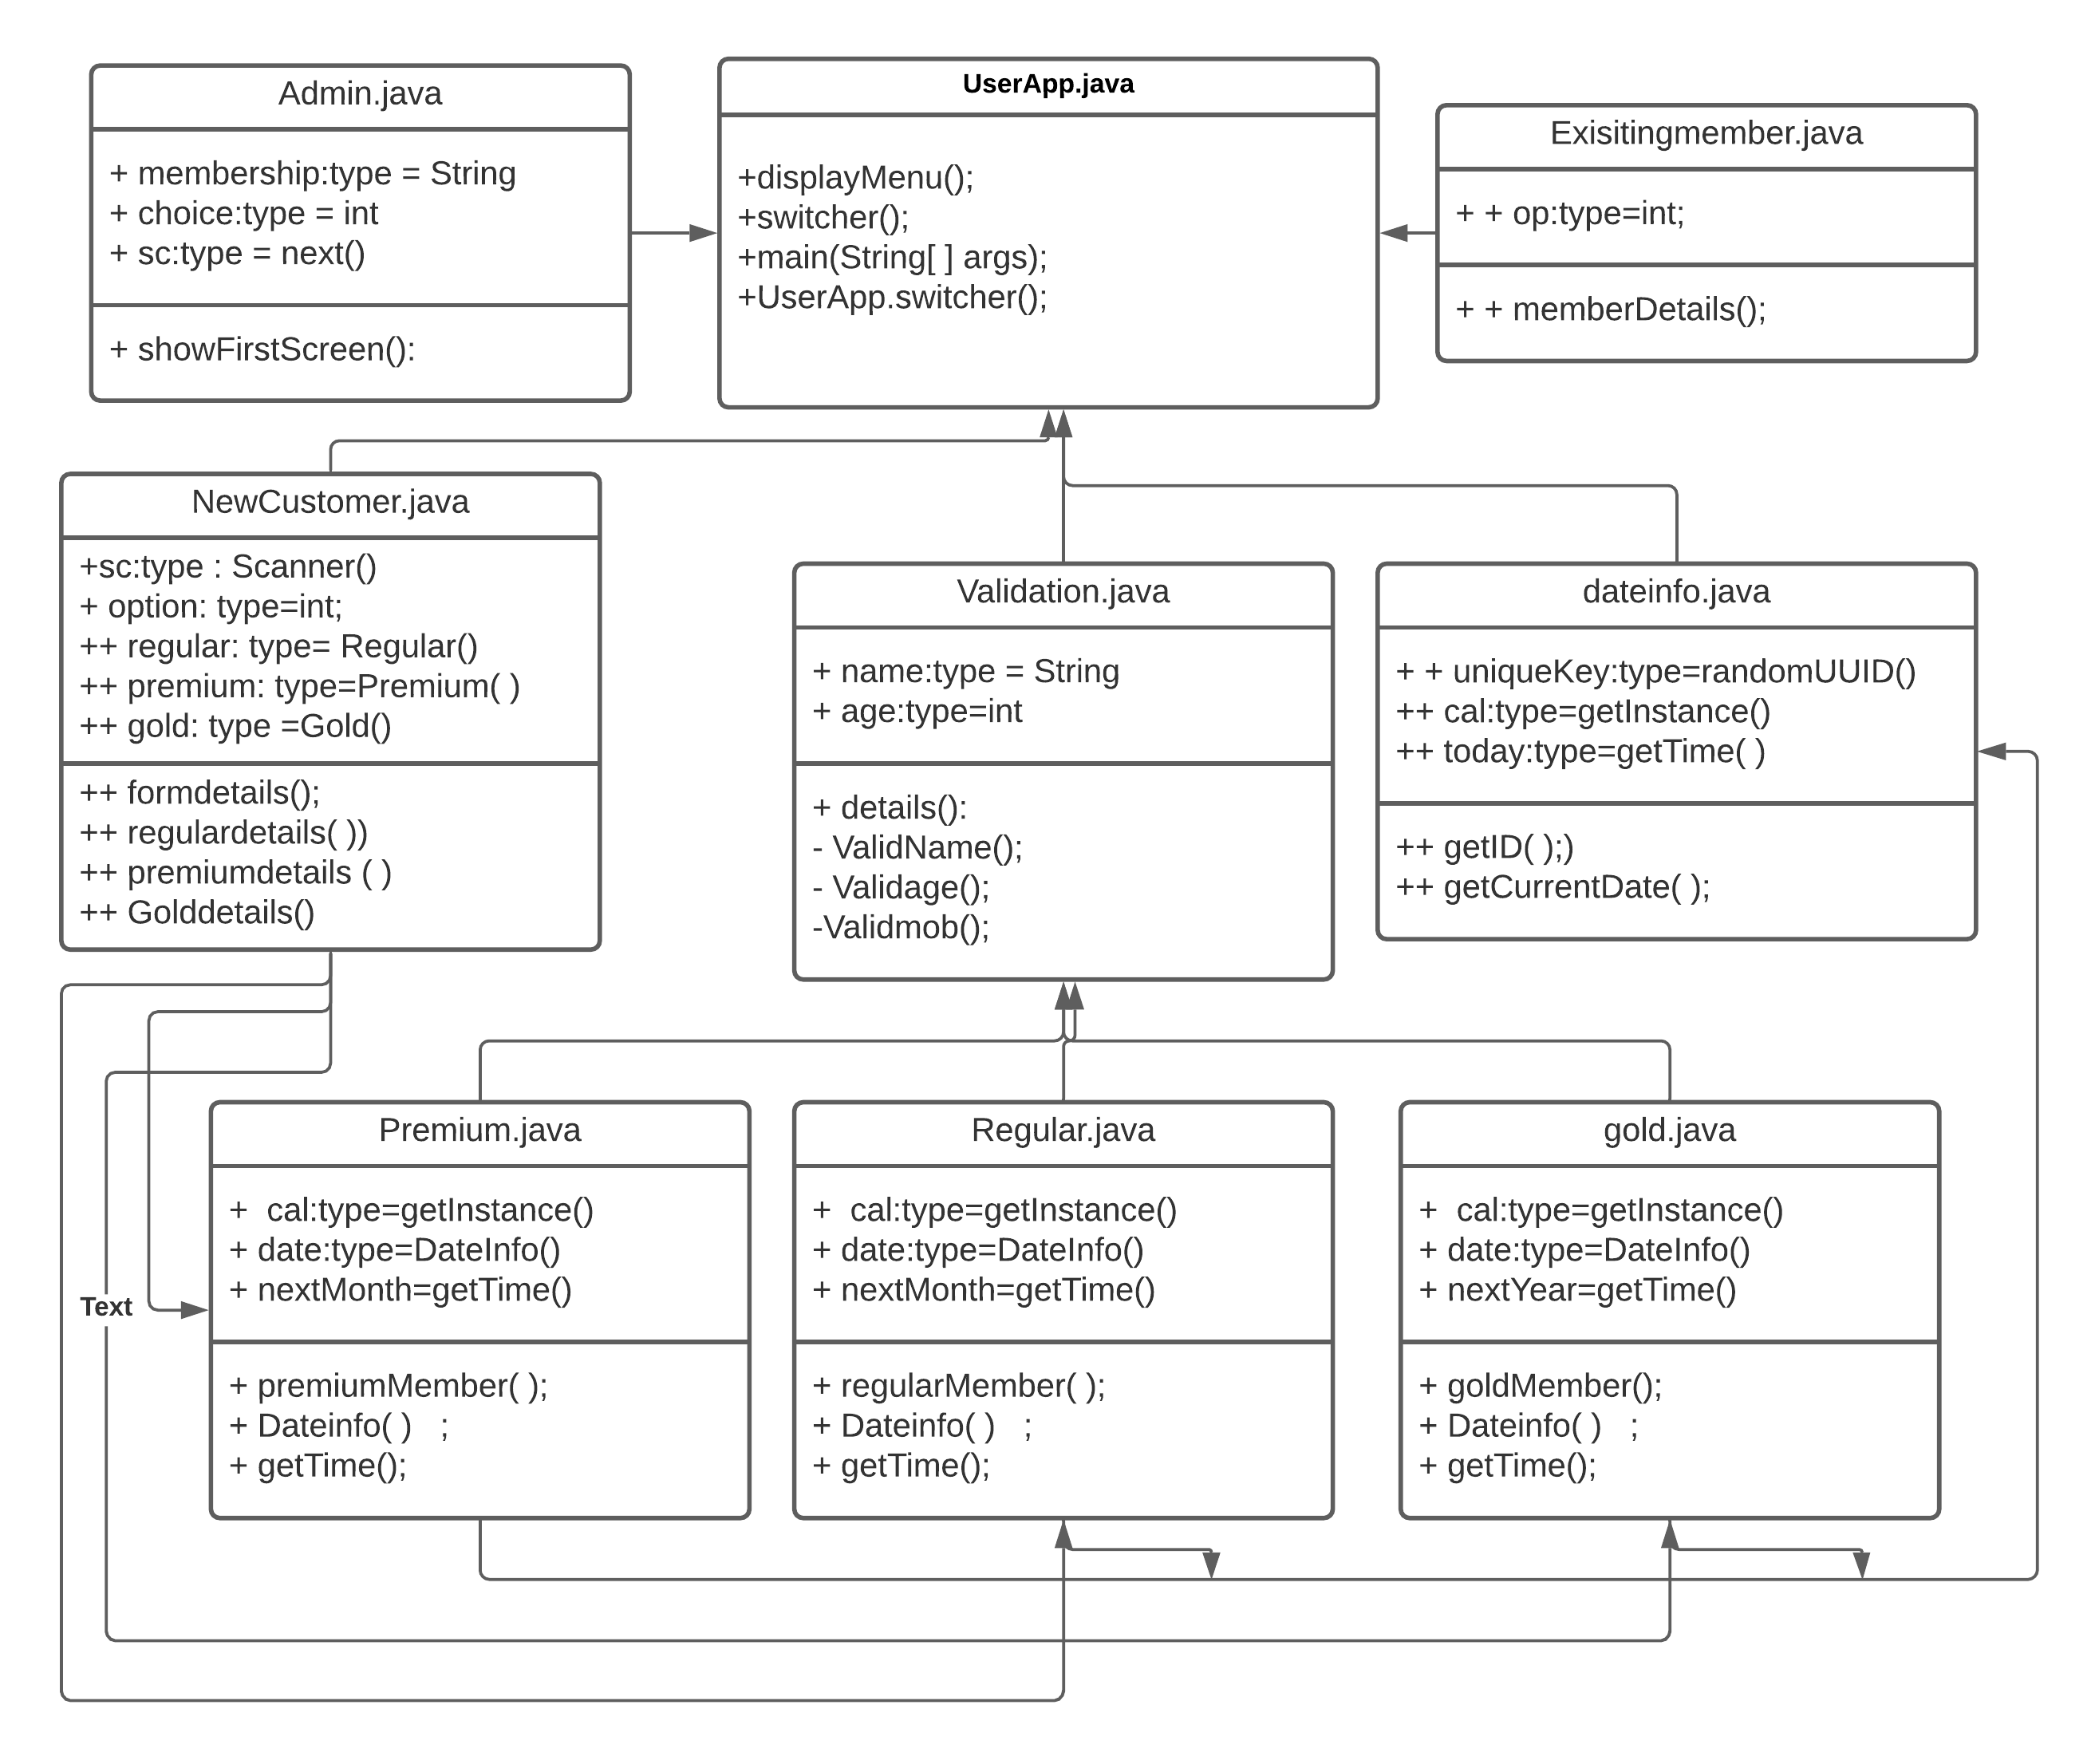 Admin.java
+ membership:type = String
+ choice:type = int
+ sc:type = next()
+ showFirstScreen():
UserApp.java
+displayMenu();
+switcher();
+main(String[ ] args);
+UserApp.switcher();
Exisitingmember.java
+ + op:type=int;
+ + memberDetails();
NewCustomer.java
+sc:type : Scanner()
+ option: type=int;
++ regular: type= Regular()
++ premium: type=Premium( )
++ gold: type =Gold()
++ formdetails();
++ regulardetails( ))
++ premiumdetails ( )
++ Golddetails()
Validation.java
+ name:type = String
+ age:type=int
+ details():
- ValidName();
- Validage();
-Validmob();
dateinfo.java
+ + uniqueKey:type=randomUUID()
++ cal:type=getInstance()
++ today:type=getTime( )
++ getID( );)
++ getCurrentDate( );
Text
Premium.java
+  cal:type=getInstance()
+ date:type=DateInfo()
+ nextMonth=getTime()
+ premiumMember( );
+ Dateinfo( )   ;
+ getTime();
Regular.java
+  cal:type=getInstance()
+ date:type=DateInfo()
+ nextMonth=getTime()
+ regularMember( );
+ Dateinfo( )   ;
+ getTime();
gold.java
+  cal:type=getInstance()
+ date:type=DateInfo()
+ nextYear=getTime()
+ goldMember();
+ Dateinfo( )   ;
+ getTime();